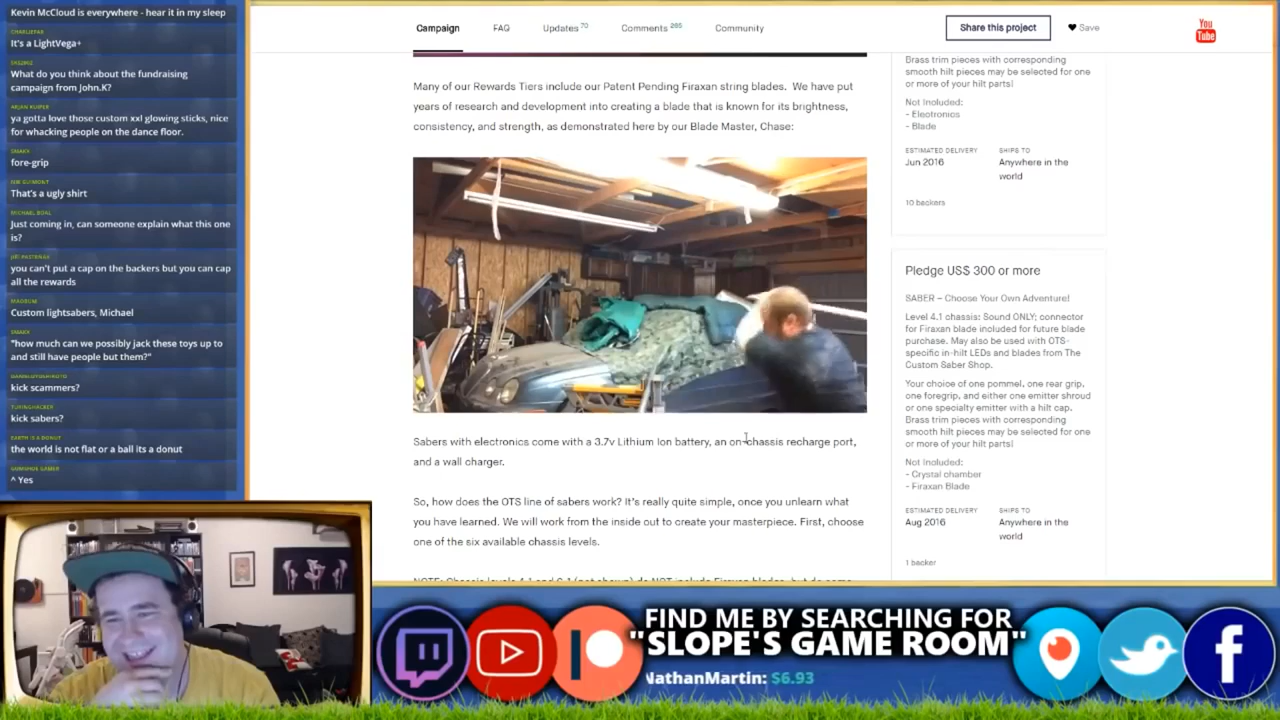 Kevin McCloud is everywhere - hear it in my sleep
CHARLIEFAR
It's a LightVega+
What do you think about the fundraising
campaign from John.K?
ARJAN KUIPER
ya gotta love those custom xxl glowing sticks, nice
for whacking people on the dance floor.
fore-grip
That's a ugly shirt
MICHAEL BOAL
Just coming in, can someone explain what this one
is?
you can't put a cap on the backers but you can cap
all the rewards
Custom lightsabers, Michael
"how much can we possibly jack these toys up to
and still have people but them?"
kick scammers?
kick sabers?
EARTH IS A DONUT
the world is not flat or a ball its a donut
^ Yes
Campaign
FAQ
Updates 70
Comments 265
Community
Share this project
Save
You
Tube
Many of our Rewards Tiers include our Patent Pending Firaxan string blades. We have put
years of research and development into creating a blade that is known for its brightness,
consistency, and strength, as demonstrated here by our Blade Master, Chase:
Sabers with electronics come with a 3.7v Lithium Ion battery, an on-chassis recharge port,
and a wall charger.
So, how does the OTS line of sabers work? It's really quite simple, once you unlearn what
you have learned. We will work from the inside out to create your masterpiece. First, choose
one of the six available chassis levels.
Brass trim pieces with corresponding
smooth hilt pieces may be selected for one
or more of your hilt parts!
Not Included:
- Electronics
- Blade
ESTIMATED DELIVERY
Jun 2016
SHIPS TO
Anywhere in the
world
10 backers
Pledge US$ 300 or more
SABER – Choose Your Own Adventure!
Level 4.1 chassis: Sound ONLY; connector
for Firaxan blade included for future blade
purchase. May also be used with OTS-
specific in-hilt LEDs and blades from The
Custom Saber Shop.
Your choice of one pommel, one rear grip,
one foregrip, and either one emitter shroud
or one specialty emitter with a hilt cap.
Brass trim pieces with corresponding
smooth hilt pieces may be selected for one
or more of your hilt parts!
Not Included:
- Crystal chamber
- Firaxan Blade
ESTIMATED DELIVERY
Aug 2016
SHIPS TO
Anywhere in the
world
1 backer
FIND ME BY SEARCHING FOR
"SLOPE'S GAME ROOM"
NathanMartin: $6.93